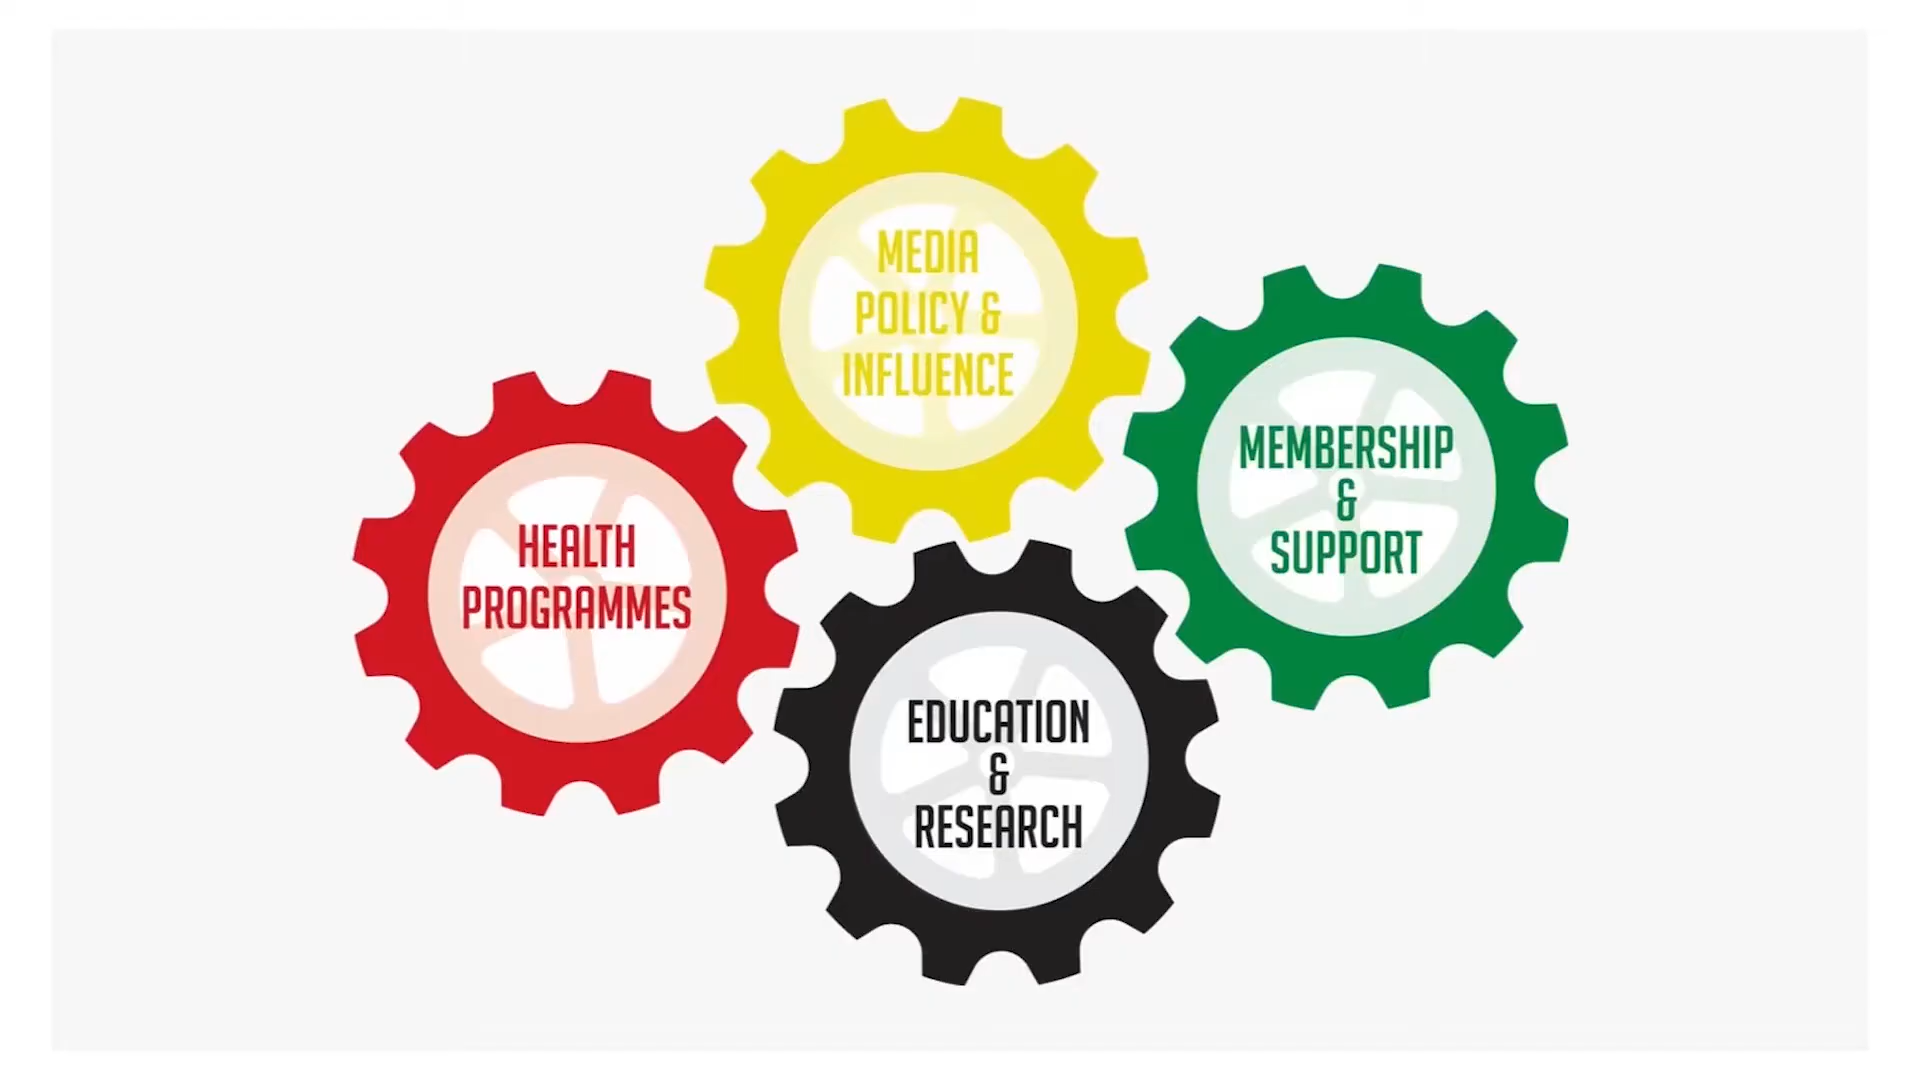 MEDIA
POLICY &
INFLUENCE
MEMBERSHIP
&
SUPPORT
HEALTH
PROGRAMMES
EDUCATION
&
RESEARCH